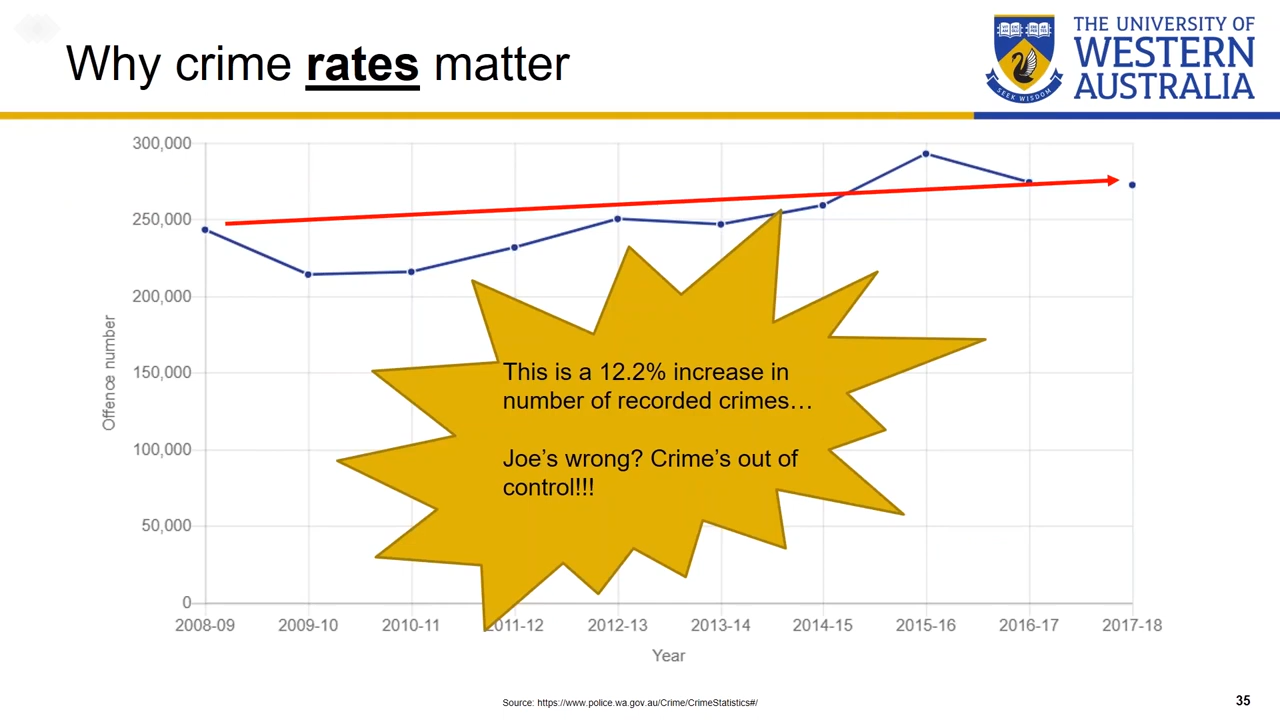 Why crime rates matter
THE UNIVERSITY OF
WESTERN
AUSTRALIA
SEEK WISDOM
300,000
250,000
200,000
150,000
100,000
50,000
0
Offence number
This is a 12.2% increase in
number of recorded crimes…
Joe’s wrong? Crime’s out of
control!!!
2008-09 2009-10 2010-11 2011-12 2012-13 2013-14 2014-15 2015-16 2016-17 2017-18
Year
Source: https://www.police.wa.gov.au/Crime/CrimeStatistics#/
35